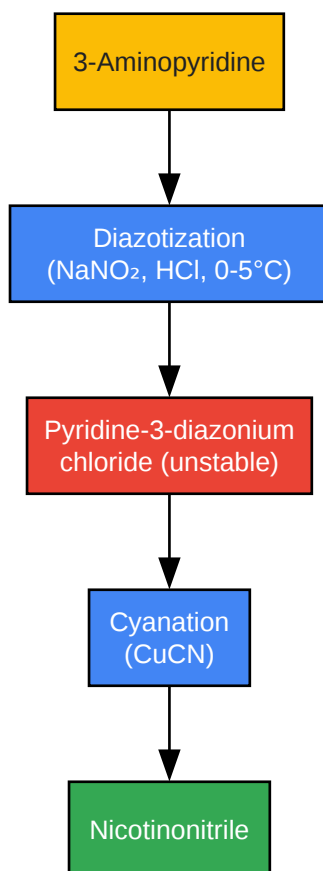 3-Aminopyridine
Diazotization
(NaNO₂, HCl, 0-5°C)
Pyridine-3-diazonium
chloride (unstable)
Cyanation
(CuCN)
Nicotinonitrile